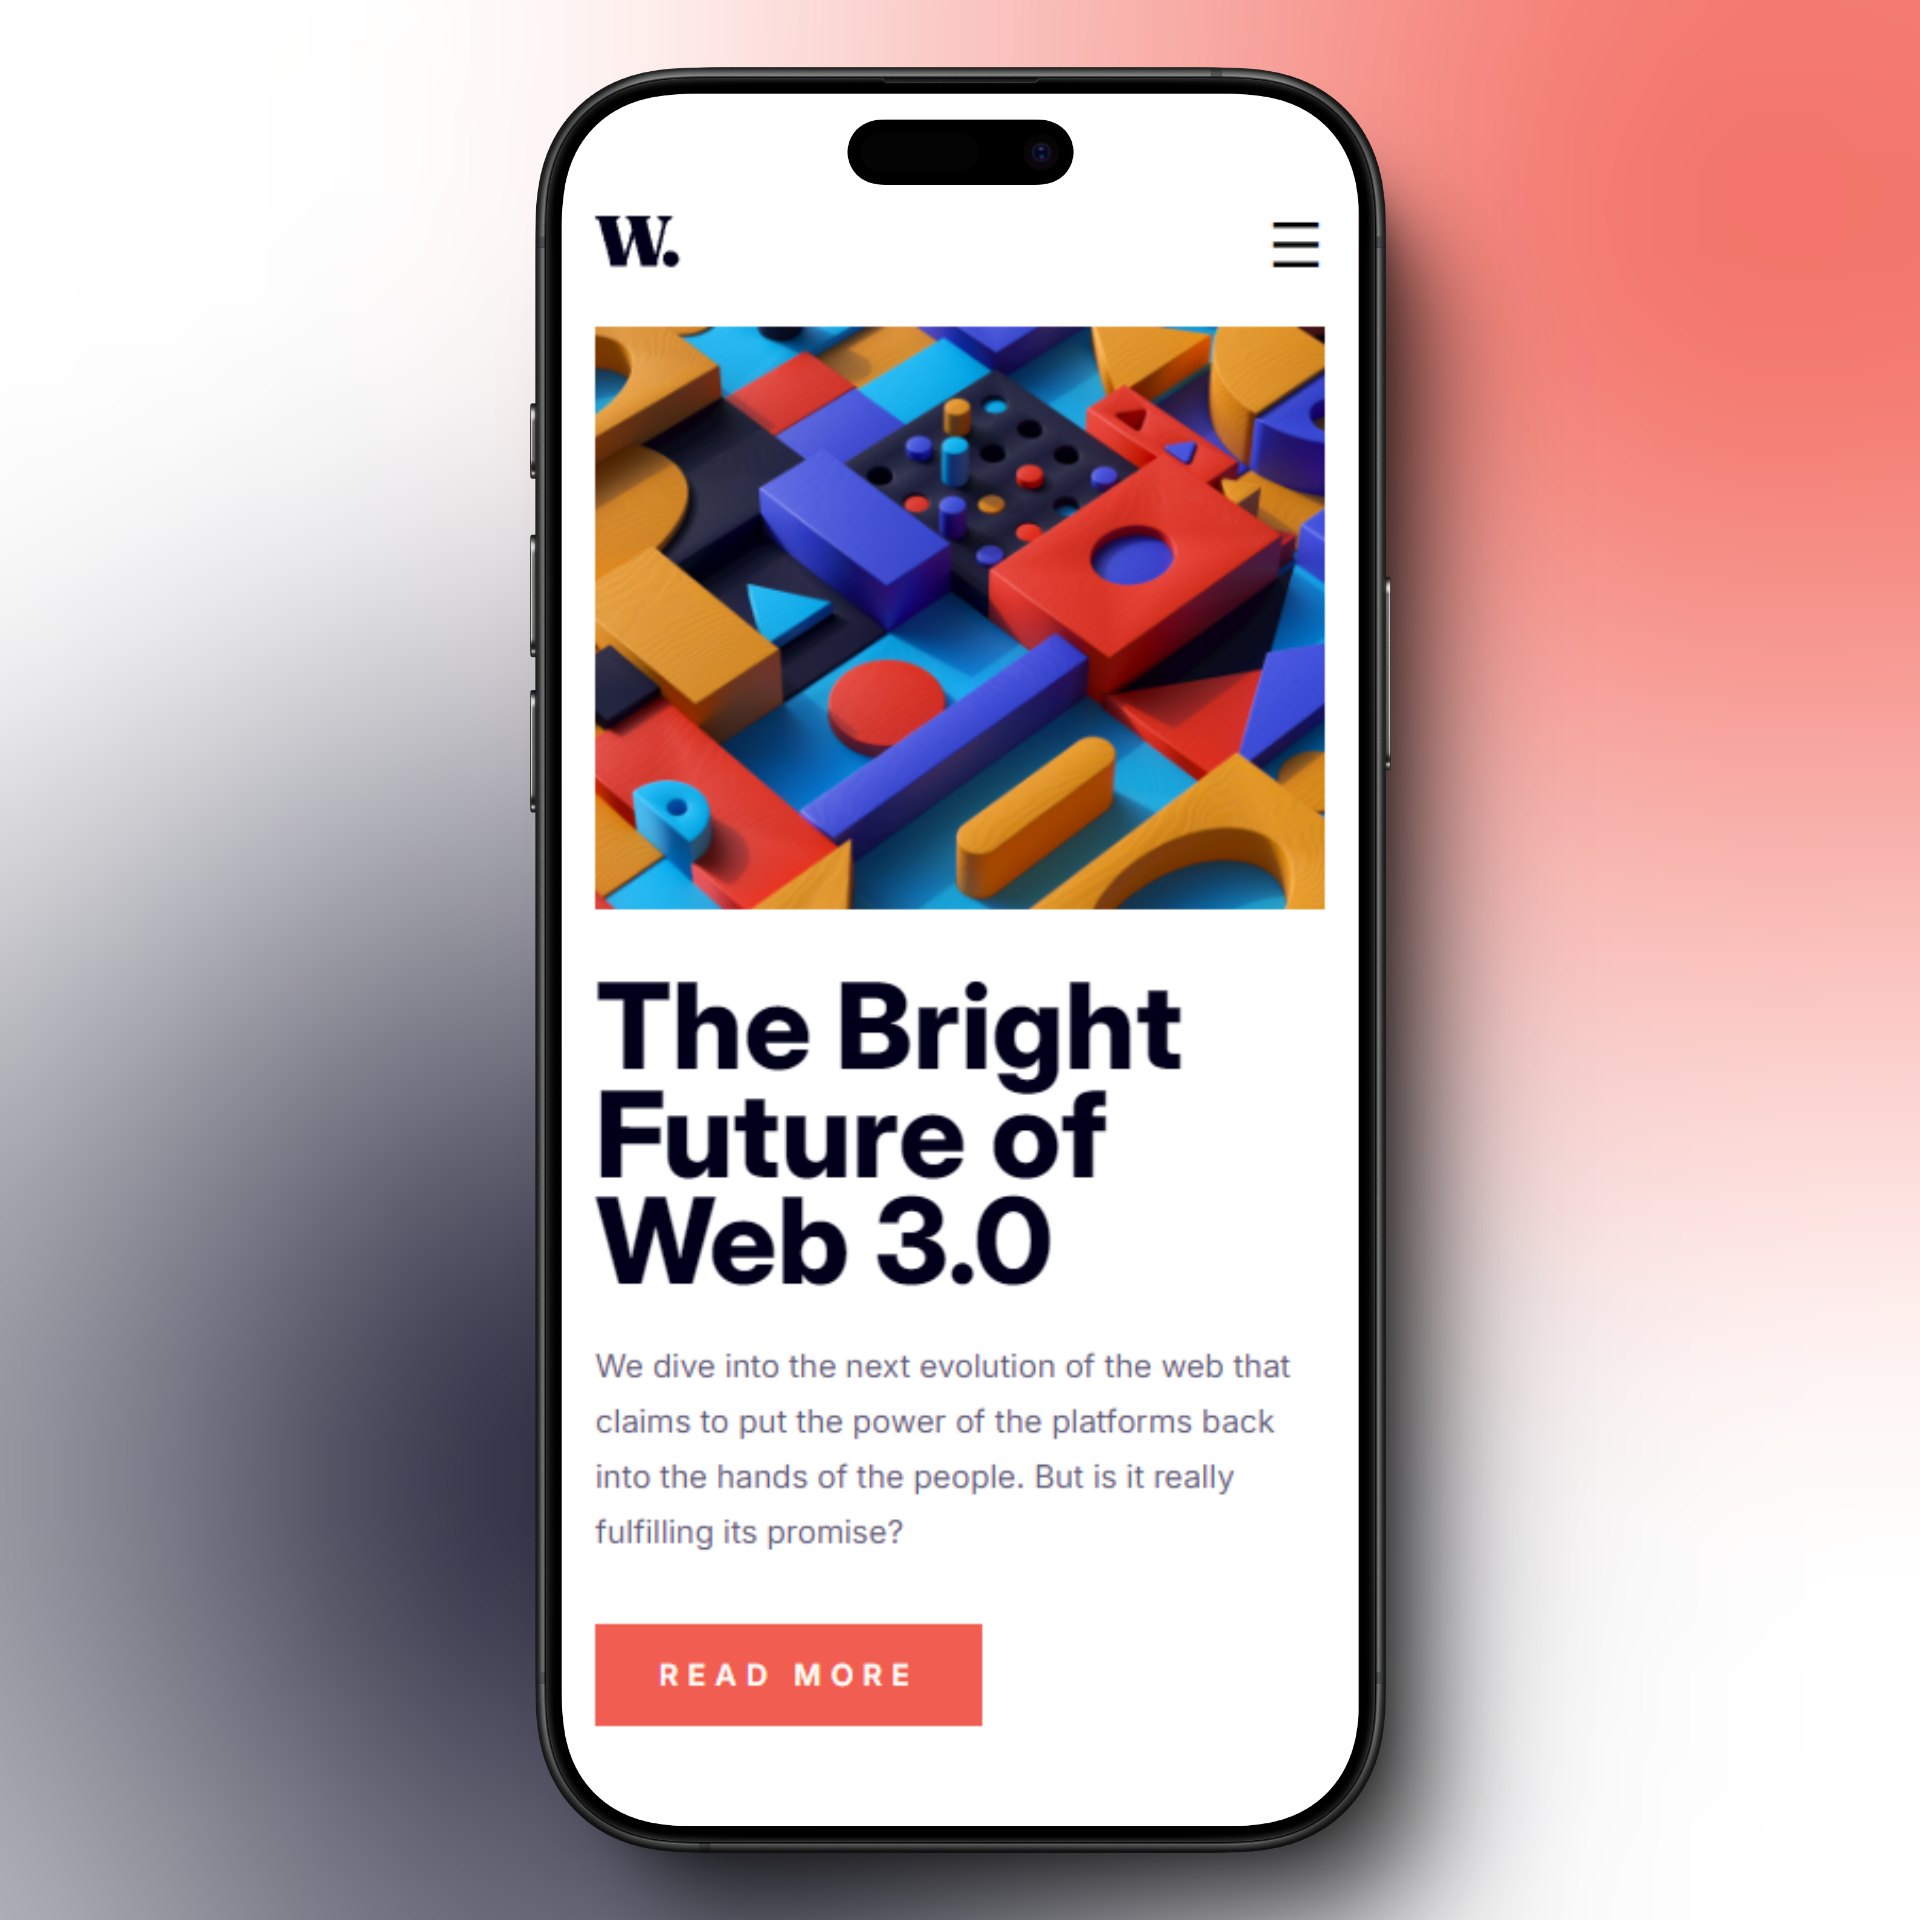 W.
The Bright
Future of
Web 3.0
We dive into the next evolution of the web that
claims to put the power of the platforms back
into the hands of the people. But is it really
fulfilling its promise?
READ MORE